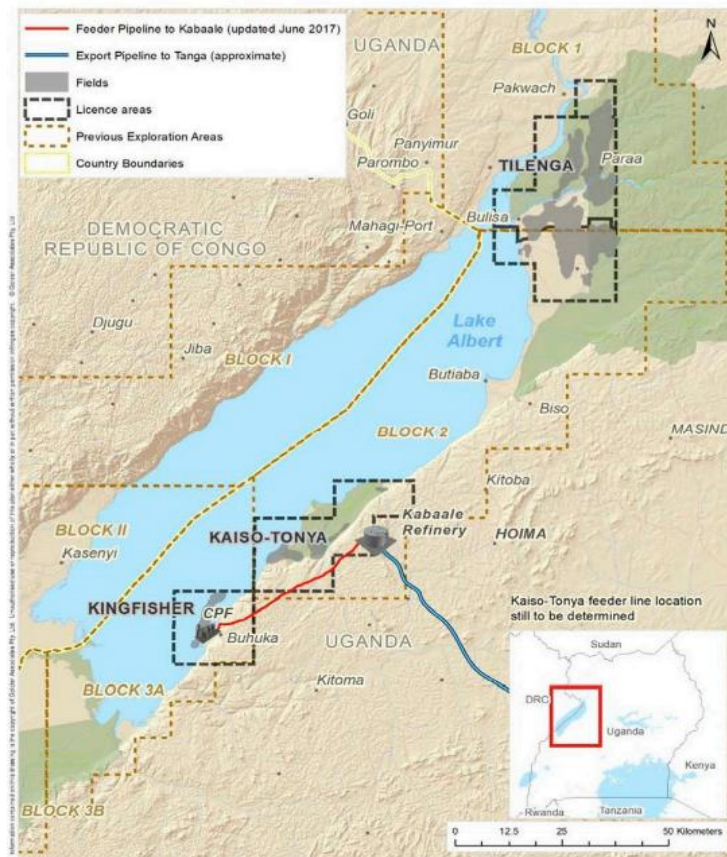 Feeder Pipeline to Kabaale (updated June 2017)
Export Pipeline to Tanga (approximate)
Fields
Licence areas
Previous Exploration Areas
Country Boundaries
UGANDA
BLOCK 1
N
Pakwach
Goli
Panyimur
Parombo
TILENGA
Paraa
Bulisa
Mahagi-Port
DEMOCRATIC
REPUBLIC OF CONGO
Lake
Albert
Djugu
Jiba
BLOCK I
Butiaba
Biso
BLOCK 2
MASIND
Kitoba
BLOCK II
Kabaale
Refinery
KAISO-TONYA
HOIMA
Kasenyi
KINGFISHER
CPF
Buhuka
UGANDA
Kaiso-Tonya feeder line location
still to be determined
Kitoma
BLOCK 3A
BLOCK 3B
Sudan
DRC
Uganda
Kenya
Rwanda
Tanzania
0 12.5 25 50 Kilometers